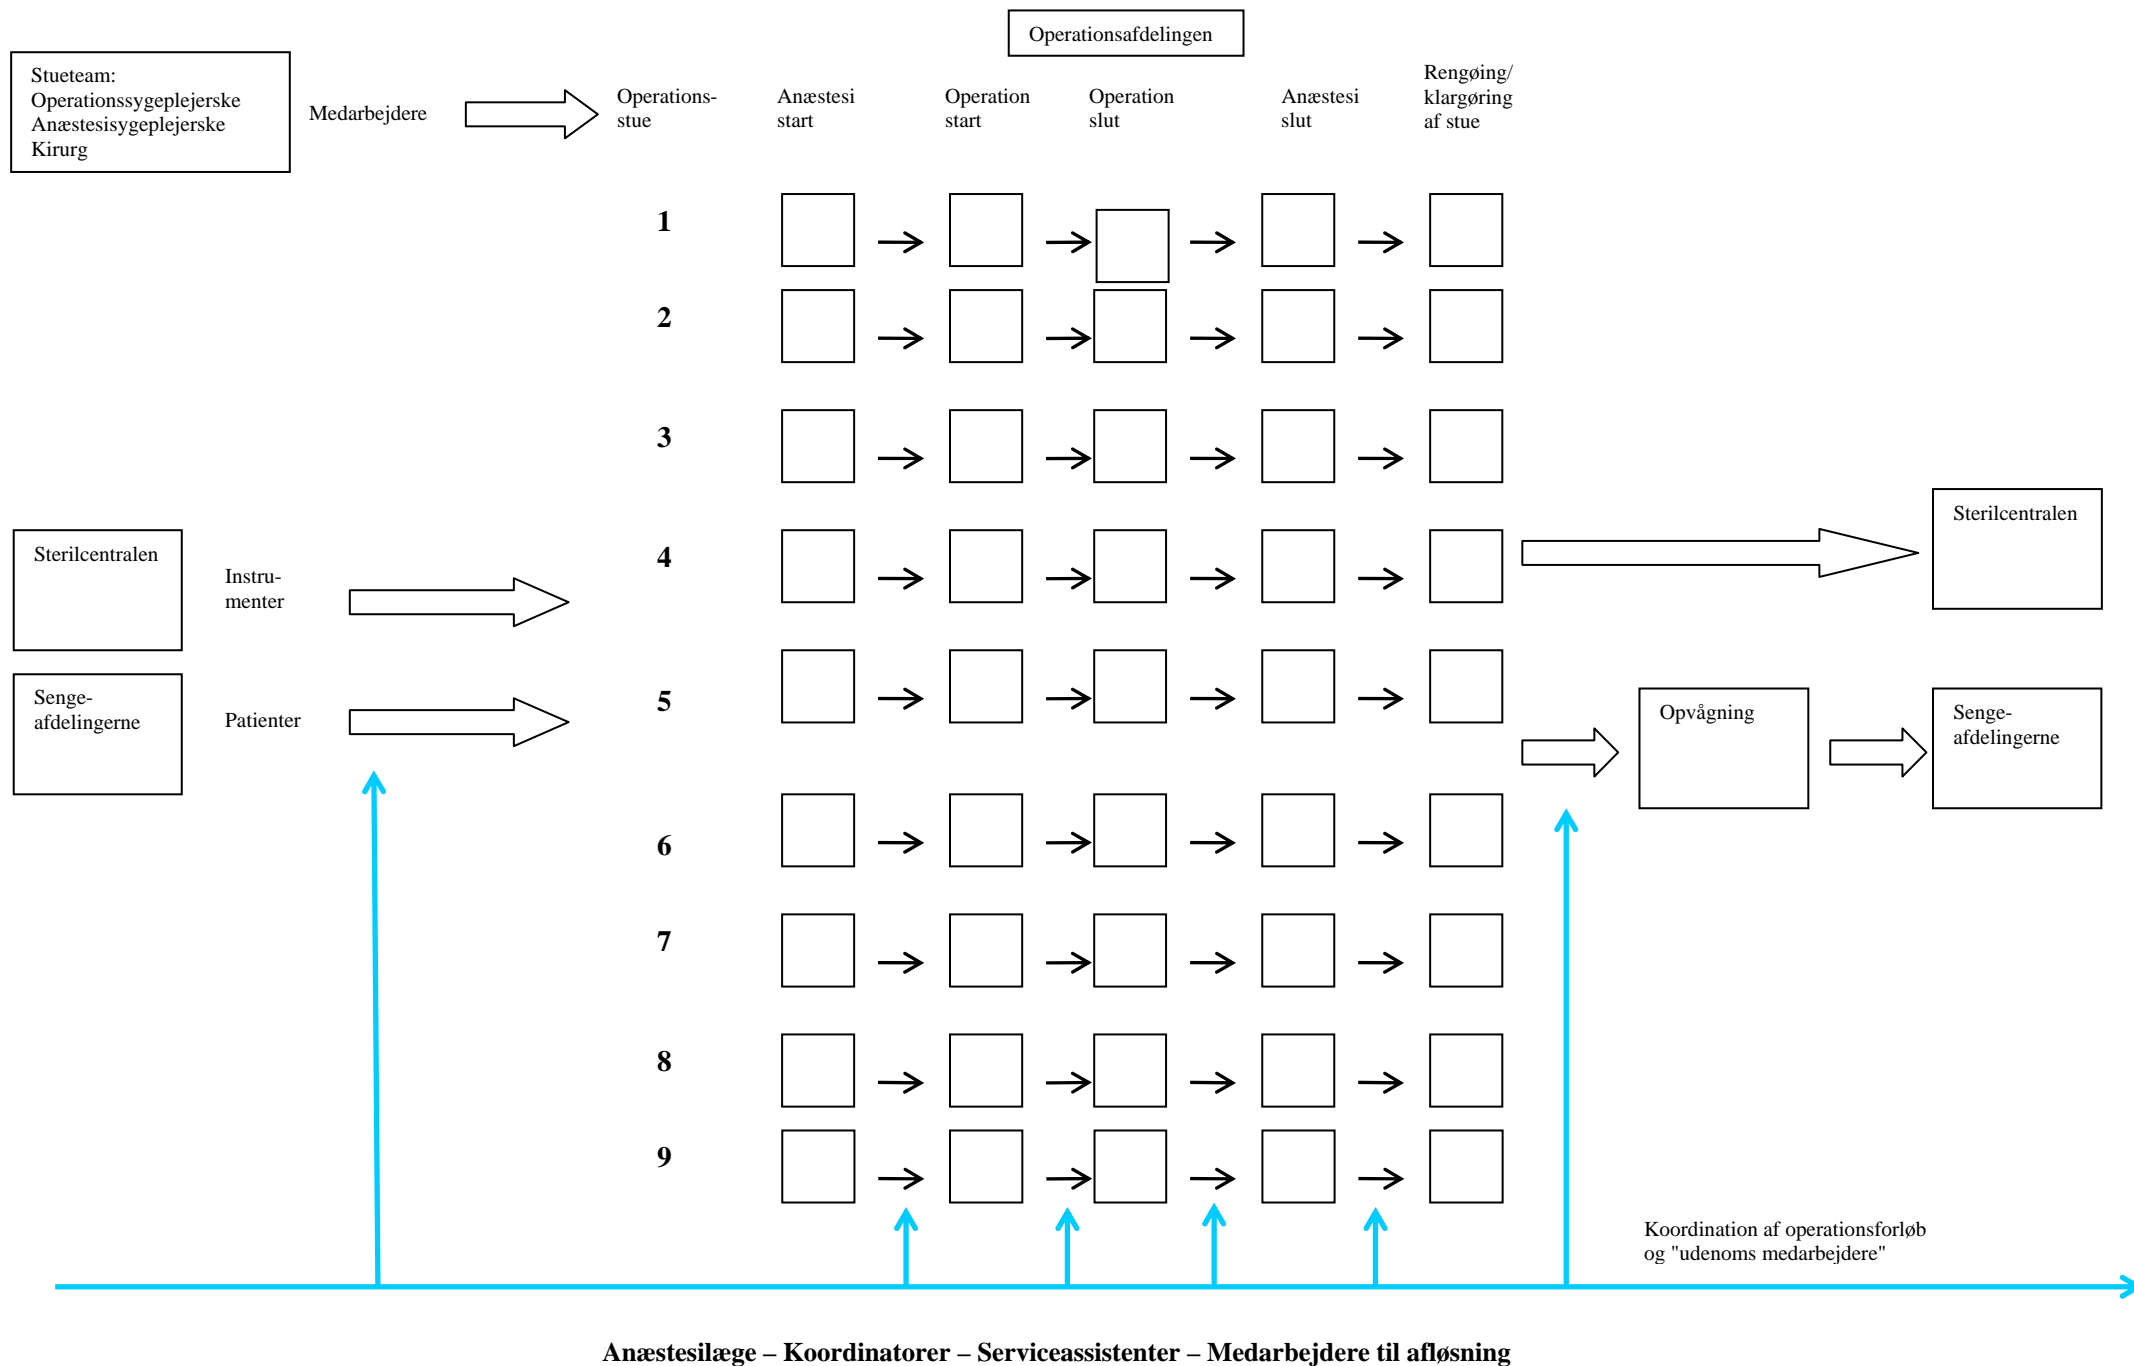 Operationsafdelingen
Stueteam:
Operationssygeplejerske
Anæstesisygeplejerske
Kirurg
Medarbejdere
Operations-
stue
Anæstesi
start
Operation
start
Operation
slut
Anæstesi
slut
Rengøing/
klargøring
af stue
1
2
3
4
5
6
7
8
9
Sterilcentralen
Instru-
menter
Senge-
afdelingerne
Patienter
Sterilcentralen
Opvågning
Senge-
afdelingerne
Koordination af operationsforløb
og "udenoms medarbejdere"
Anæstesilæge – Koordinatorer – Serviceassistenter – Medarbejdere til afløsning